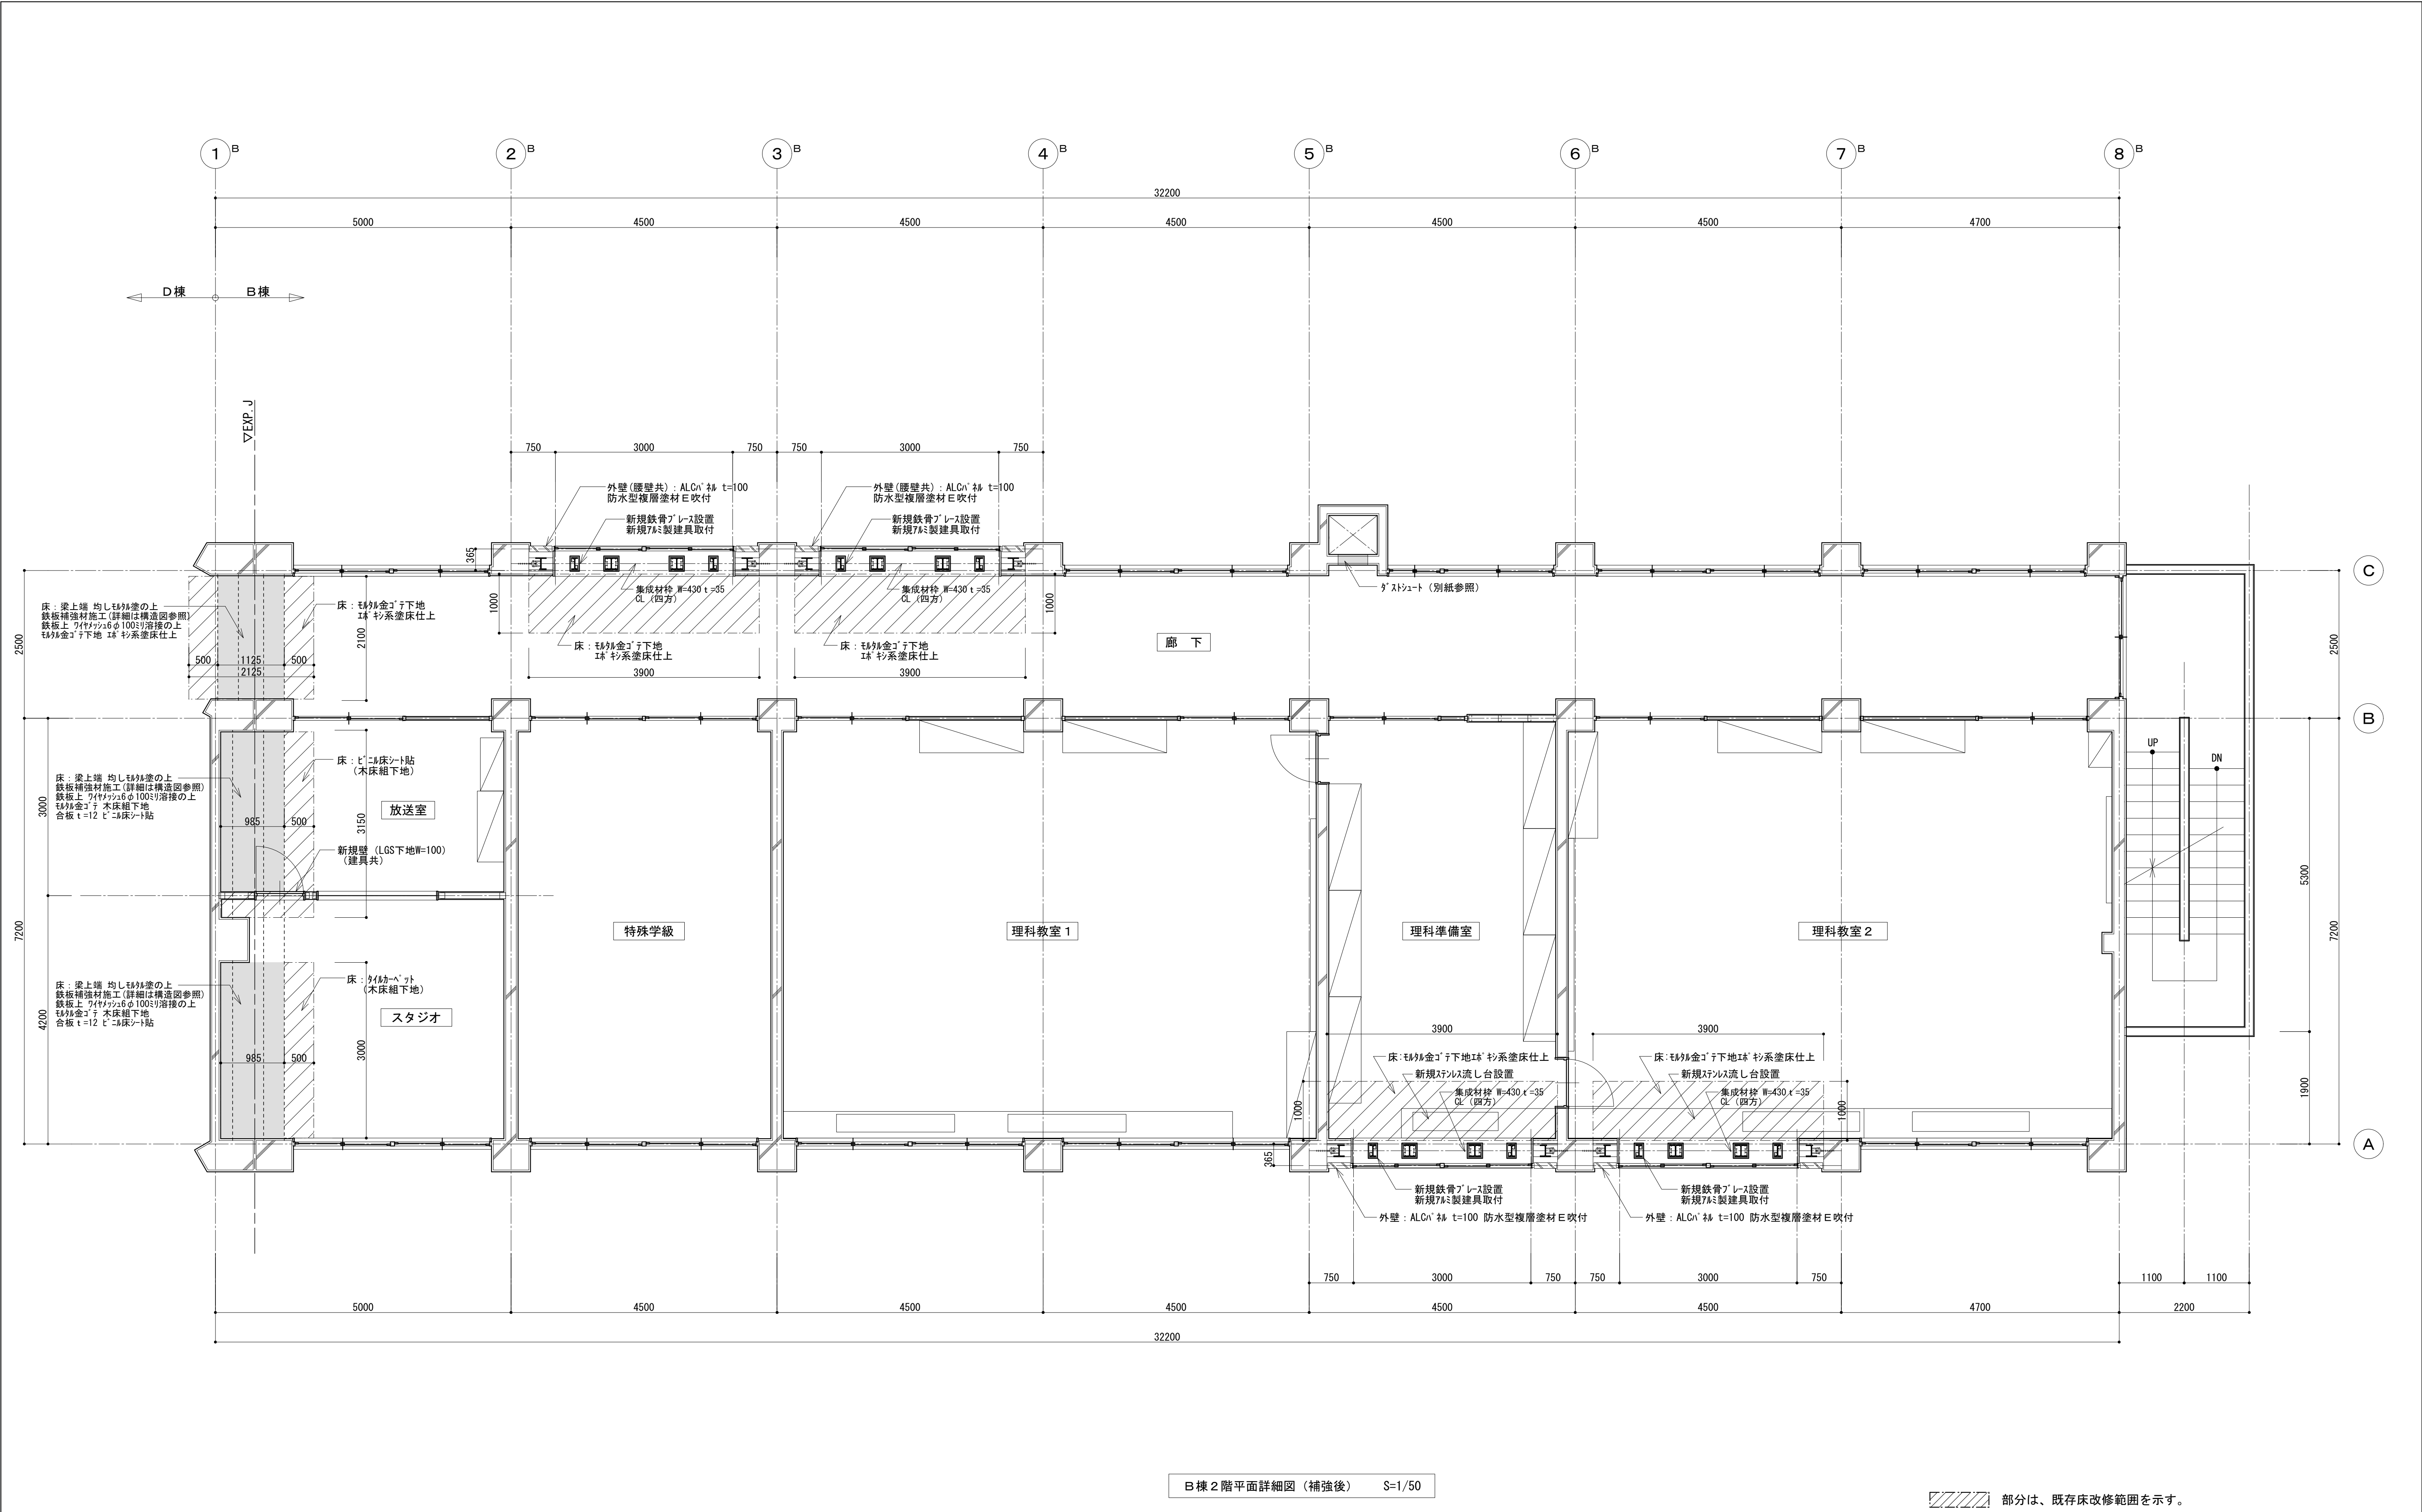 1 B
2 B
3 B
4 B
5 B
6 B
7 B
8 B
32200
5000
4500
4500
4500
4500
4500
4700
D棟
B棟
▽EXP.J
750
3000
750
750
3000
750
外壁(腰壁共)：ALCパネル t=100
防水型複層塗材E吹付
新規鉄骨ブレース設置
新規アルミ製建具取付
外壁(腰壁共)：ALCパネル t=100
防水型複層塗材E吹付
新規鉄骨ブレース設置
新規アルミ製建具取付
365
集成材枠 W=430 t=35
CL (四方)
集成材枠 W=430 t=35
CL (四方)
1000
1000
ダストシュート (別紙参照)
C
床：梁上端 均しモルタル塗の上
鉄板補強材施工(詳細は構造図参照)
鉄板上 ワイヤメッシュ6φ100ミリ溶接の上
モルタル金ゴテ下地 エポキシ系塗床仕上
床：モルタル金ゴテ下地
エポキシ系塗床仕上
2100
500
1125
500
2125
床：モルタル金ゴテ下地
エポキシ系塗床仕上
3900
床：モルタル金ゴテ下地
エポキシ系塗床仕上
3900
廊 下
2500
2500
B
床：梁上端 均しモルタル塗の上
鉄板補強材施工(詳細は構造図参照)
鉄板上 ワイヤメッシュ6φ100ミリ溶接の上
モルタル金ゴテ 木床組下地
合板 t=12 ビニル床シート貼
床：ビニル床シート貼
(木床組下地)
放送室
985
500
3150
新規壁 (LGS下地W=100)
(建具共)
3000
UP
DN
5300
7200
7200
特殊学級
理科教室1
理科準備室
理科教室2
床：梁上端 均しモルタル塗の上
鉄板補強材施工(詳細は構造図参照)
鉄板上 ワイヤメッシュ6φ100ミリ溶接の上
モルタル金ゴテ 木床組下地
合板 t=12 ビニル床シート貼
床：タイルカーペット
(木床組下地)
スタジオ
4200
985
500
3000
3900
3900
床：モルタル金ゴテ下地エポキシ系塗床仕上
新規ステンレス流し台設置
集成材枠 W=430 t=35
CL (四方)
床：モルタル金ゴテ下地エポキシ系塗床仕上
新規ステンレス流し台設置
集成材枠 W=430 t=35
CL (四方)
1000
1000
1900
A
365
新規鉄骨ブレース設置
新規アルミ製建具取付
外壁：ALCパネル t=100 防水型複層塗材E吹付
新規鉄骨ブレース設置
新規アルミ製建具取付
外壁：ALCパネル t=100 防水型複層塗材E吹付
750
3000
750
750
3000
750
1100
1100
5000
4500
4500
4500
4500
4500
4700
2200
32200
B棟2階平面詳細図 (補強後) S=1/50
部分は、既存床改修範囲を示す。